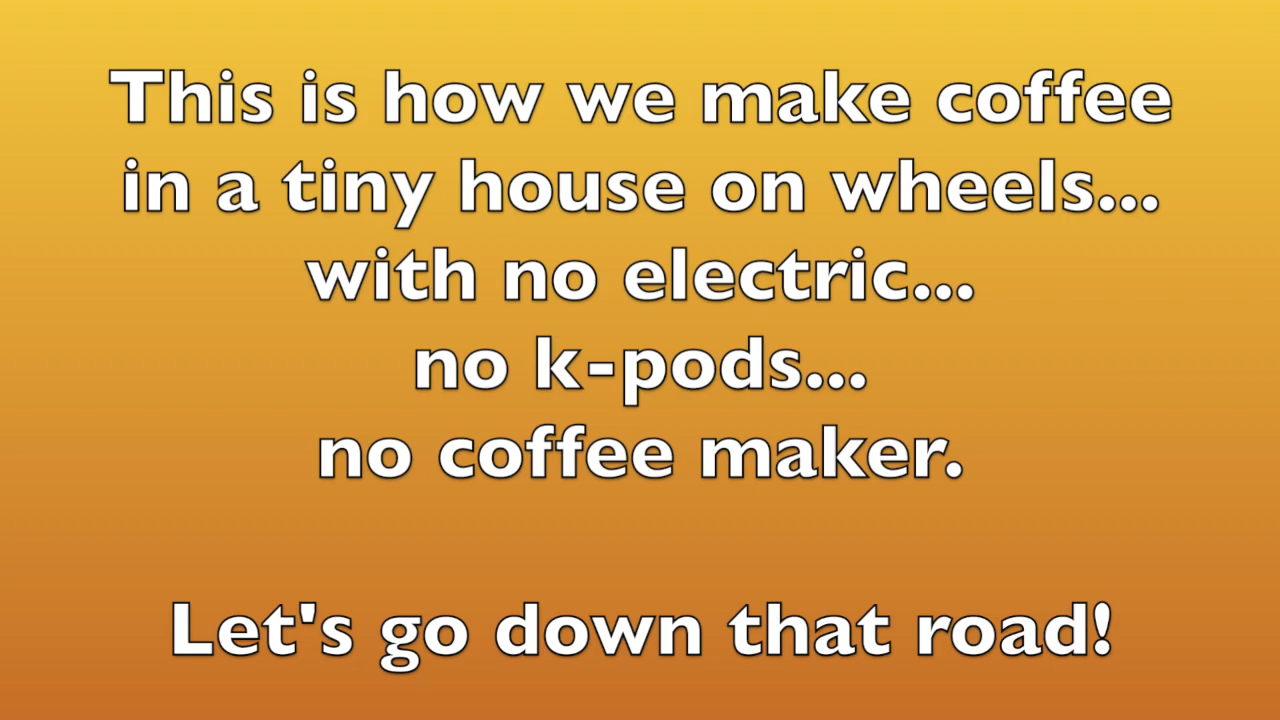 This is how we make coffee
in a tiny house on wheels...
with no electric...
no k-pods...
no coffee maker.
Let's go down that road!